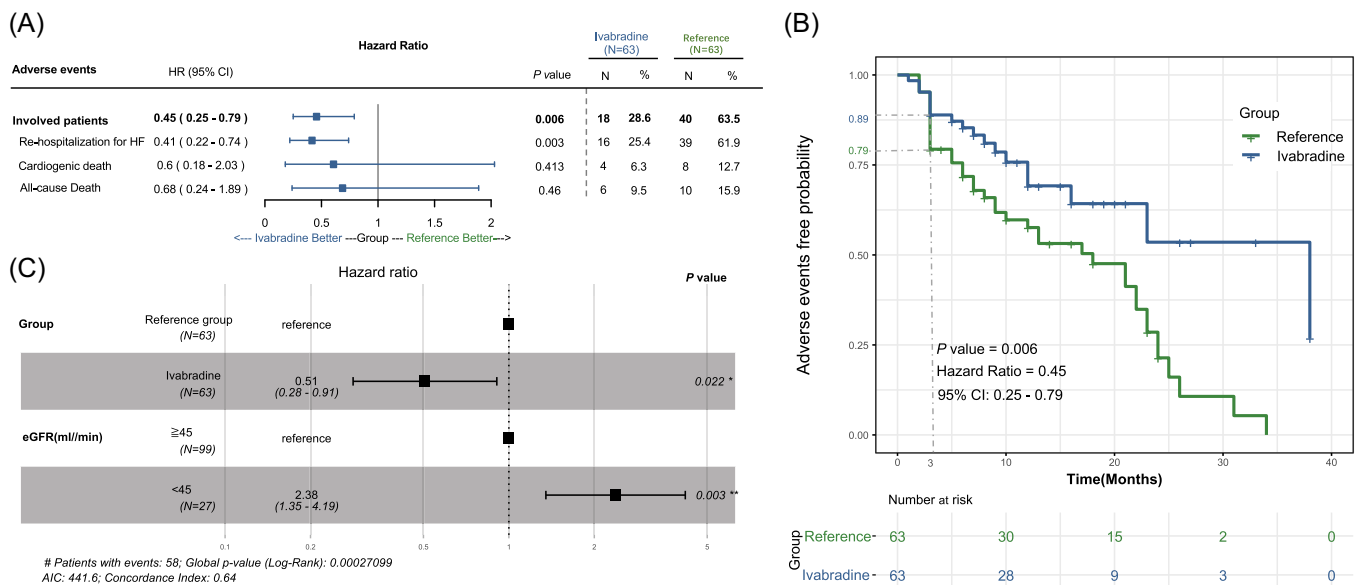 (A)
Hazard Ratio
Ivabradine
(N=63)
Reference
(N=63)
Adverse events HR (95% CI) P value N % N %
Involved patients 0.45 ( 0.25 - 0.79) 0.006 18 28.6 40 63.5
Re-hospitalization for HF 0.41 ( 0.22 - 0.74) 0.003 16 25.4 39 61.9
Cardiogenic death 0.6 ( 0.18 - 2.03) 0.413 4 6.3 8 12.7
All-cause Death 0.68 ( 0.24 - 1.89) 0.46 6 9.5 10 15.9
0 0.5 1 1.5 2
<--- Ivabradine Better ---Group --- Reference Better--->
(B)
Adverse events free probability
1.00
0.89
0.79
0.75
0.50
0.25
0.00
Group
Reference
Ivabradine
P value = 0.006
Hazard Ratio = 0.45
95% CI: 0.25 - 0.79
0 3 10 20 30 40
Time(Months)
Number at risk
Group
Reference 63 30 15 2 0
Ivabradine 63 28 9 3 0
(C)
Hazard ratio
P value
Group Reference group reference
(N=63)
Ivabradine 0.51 0.022 *
(N=63) (0.28 - 0.91)
eGFR(ml//min) ≧45 reference
(N=99)
<45 2.38 0.003 **
(N=27) (1.35 - 4.19)
0.1 0.2 0.5 1 2 5
# Patients with events: 58; Global p-value (Log-Rank): 0.00027099
AIC: 441.6; Concordance Index: 0.64